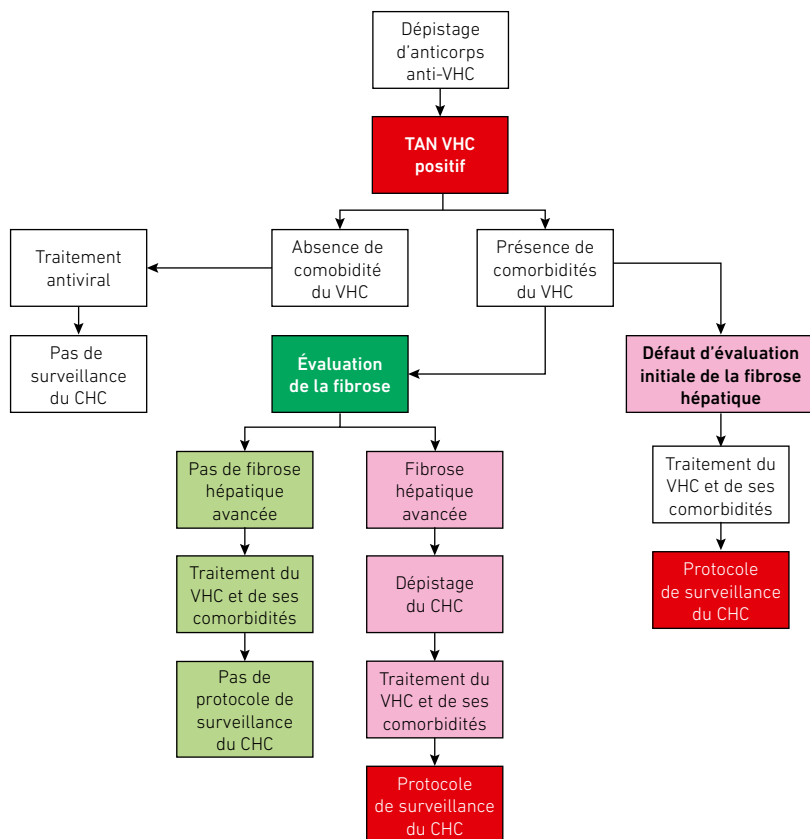 Dépistage
d'anticorps
anti-VHC
TAN VHC
positif
Traitement
antiviral
Absence de
comobidité
du VHC
Présence de
comorbidités
du VHC
Pas de
surveillance
du CHC
Évaluation
de la fibrose
Défaut d'évaluation
initiale de la fibrose
hépatique
Pas de fibrose
hépatique
avancée
Fibrose
hépatique
avancée
Traitement du
VHC et de ses
comorbidités
Traitement du
VHC et de ses
comorbidités
Dépistage
du CHC
Protocole
de surveillance
du CHC
Pas de
protocole de
surveillance
du CHC
Traitement du
VHC et de ses
comorbidités
Protocole
de surveillance
du CHC